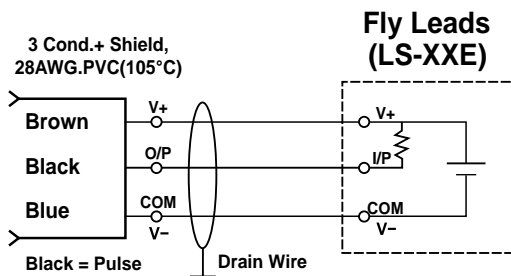 Fly Leads
(LS-XXE)
3 Cond.+ Shield,
28AWG.PVC(105°C)
Brown
V+
V+
Black
O/P
I/P
Blue
COM
V−
COM
V−
Black = Pulse
Drain Wire